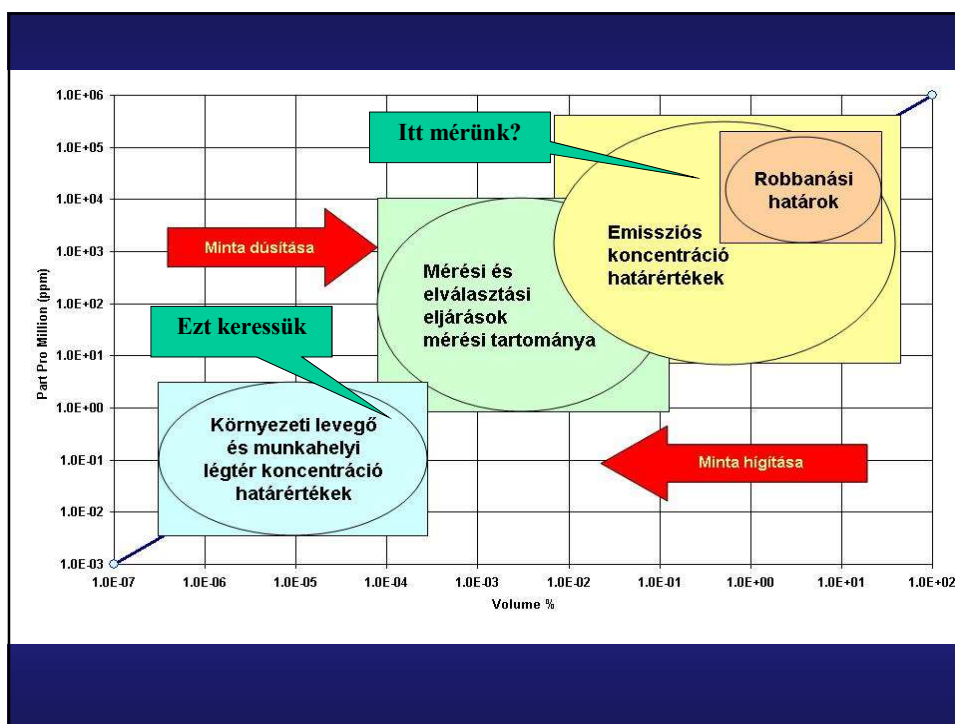 1.0E+06
1.0E+05
1.0E+04
1.0E+03
1.0E+02
1.0E+01
1.0E+00
1.0E-01
1.0E-02
1.0E-03
Part Pro Million (ppm)
Itt mérünk?
Robbanási
határok
Emissziós
koncentráció
határértékek
Minta dúsítása
Mérési és
elválasztási
eljárások
mérési tartománya
Ezt keressük
Környezeti levegő
és munkahelyi
légtér koncentráció
határértékek
Minta hígítása
1.0E-07 1.0E-06 1.0E-05 1.0E-04 1.0E-03 1.0E-02 1.0E-01 1.0E+00 1.0E+01 1.0E+02
Volume %